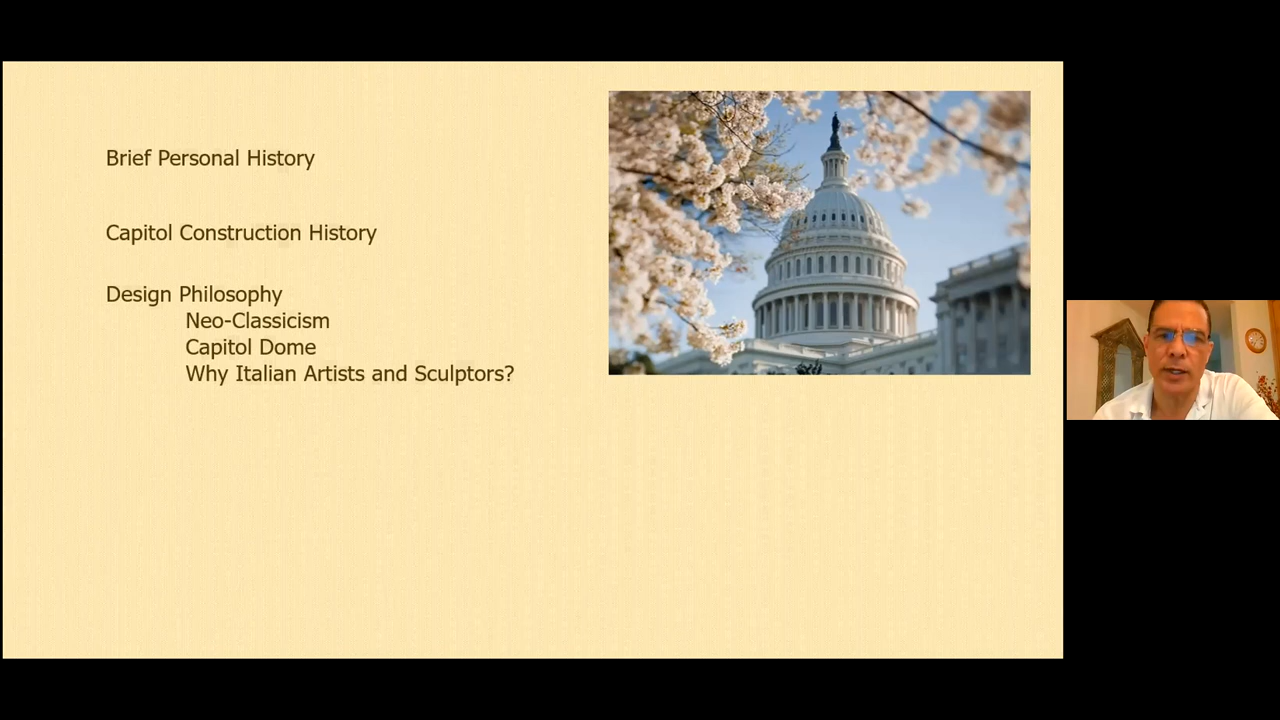 Brief Personal History
Capitol Construction History
Design Philosophy
Neo-Classicism
Capitol Dome
Why Italian Artists and Sculptors?